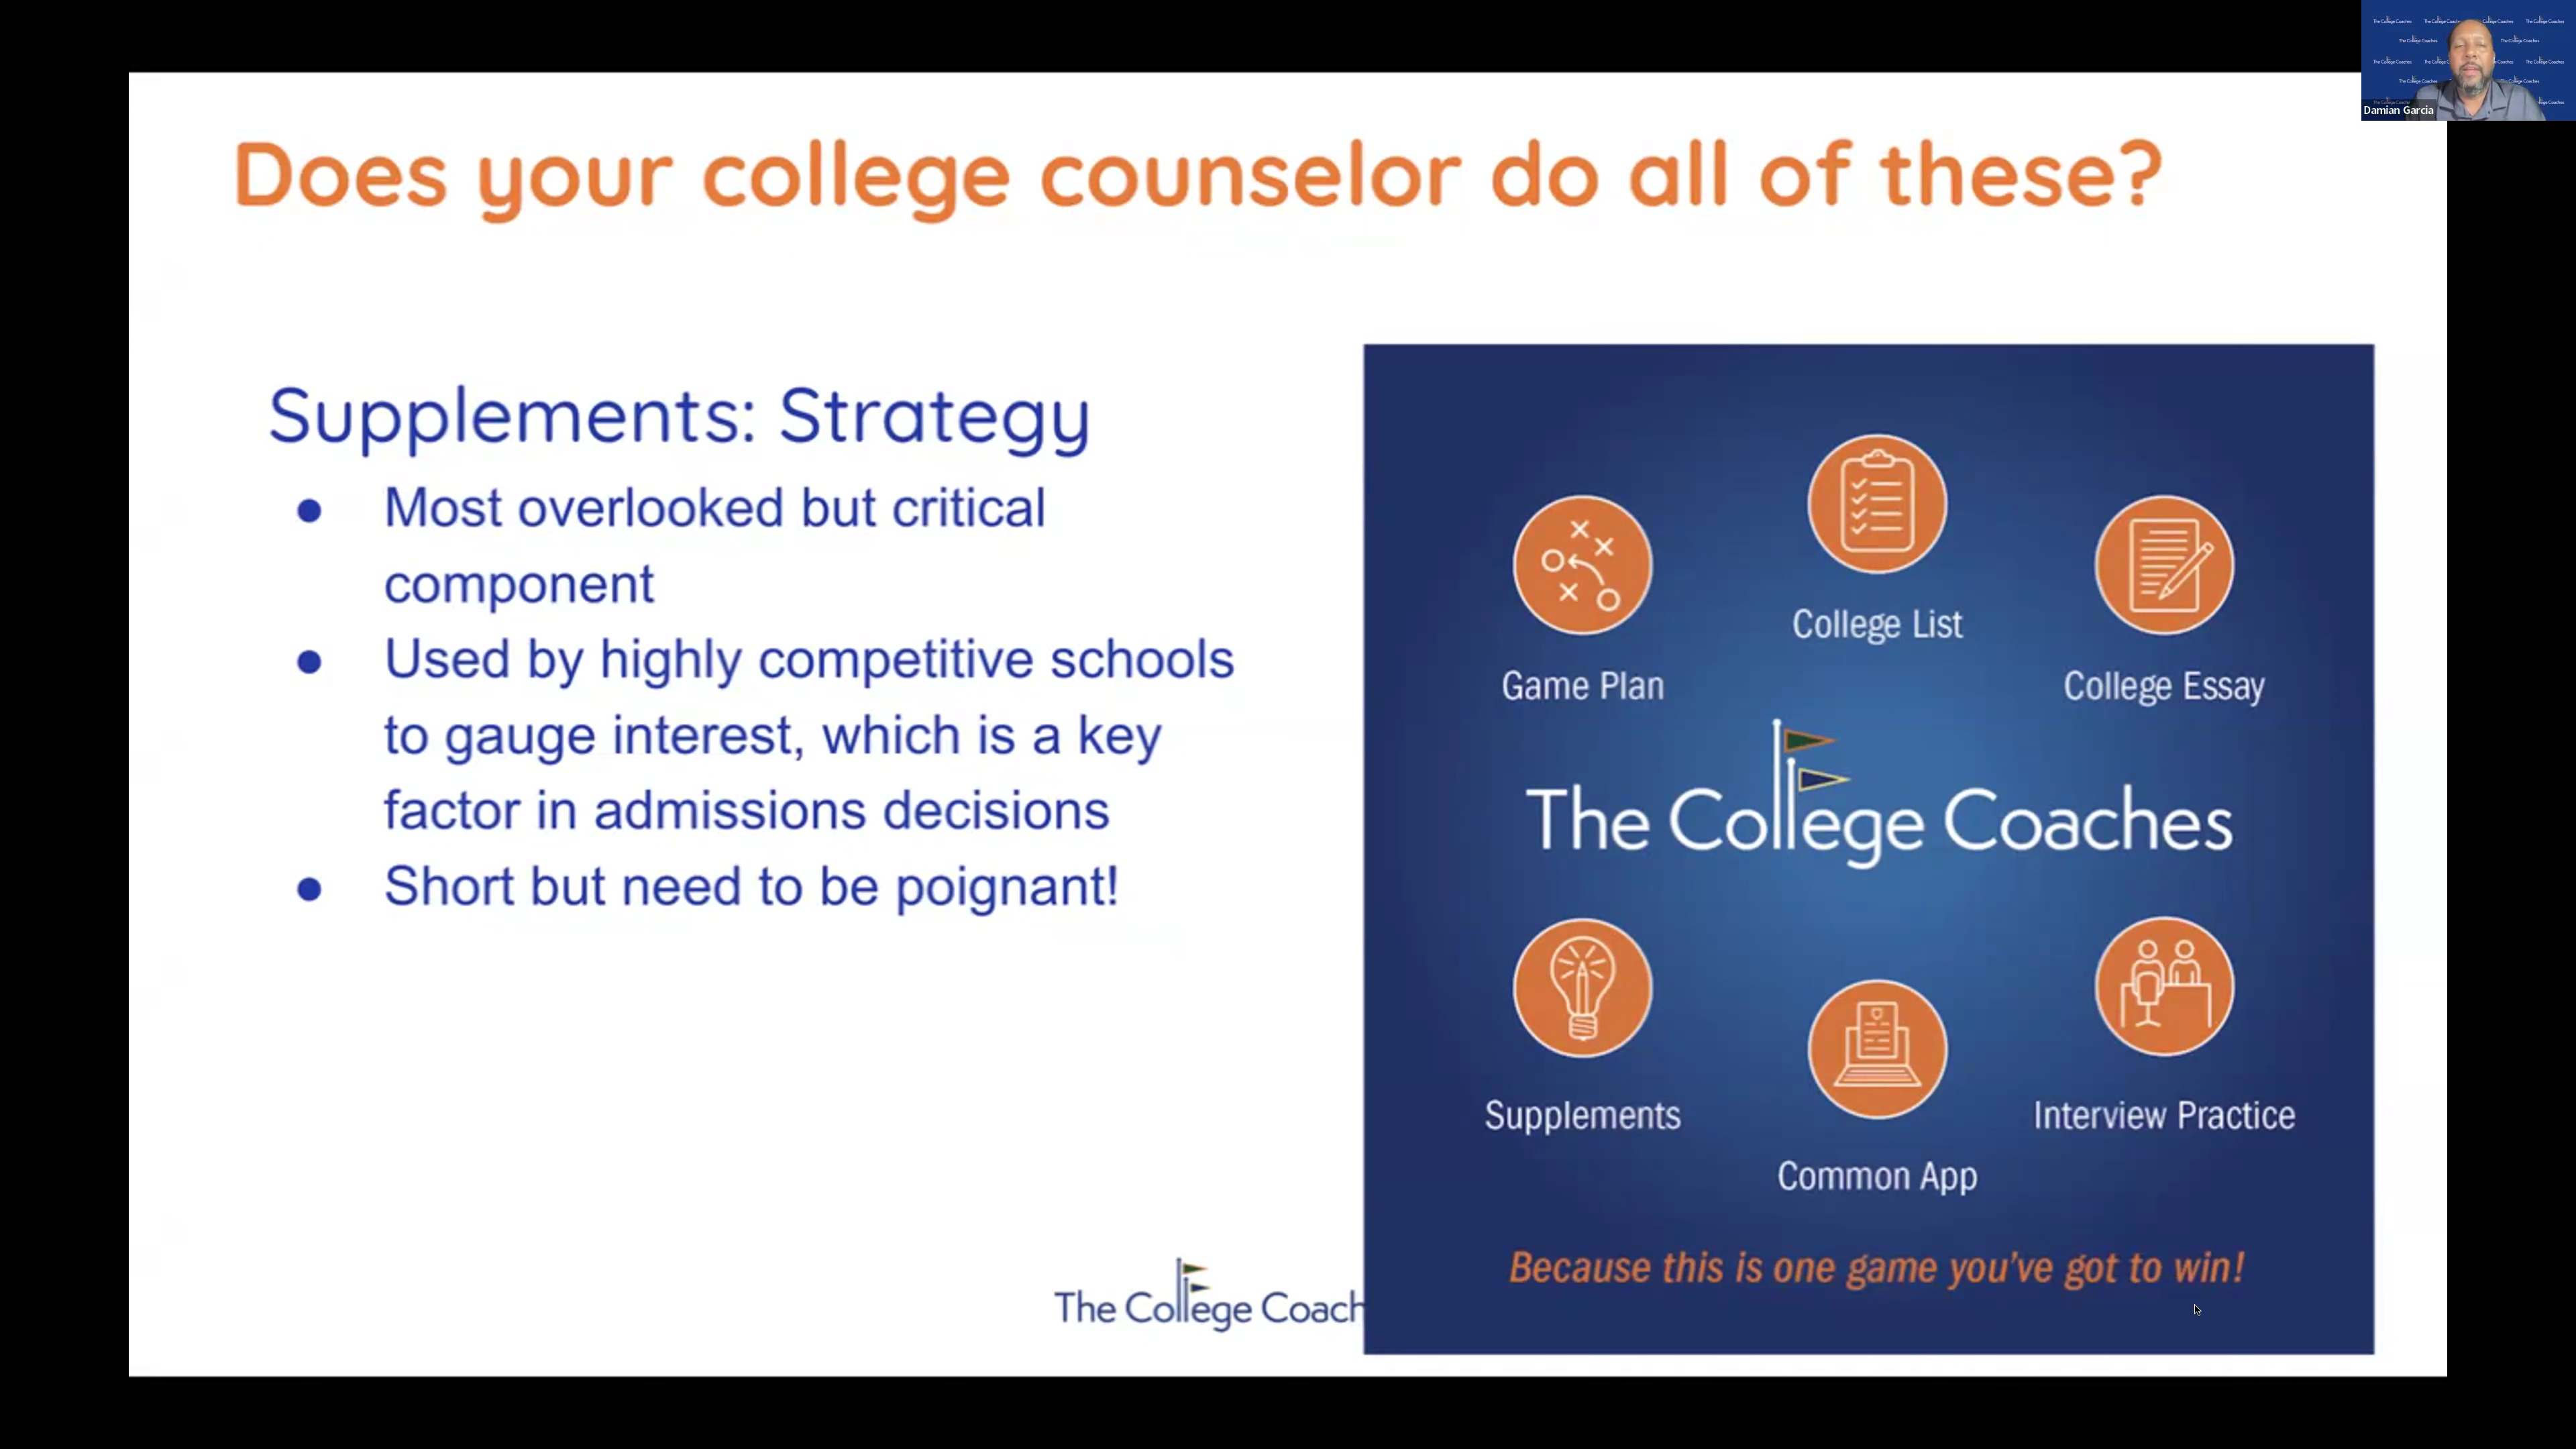 Does your college counselor do all of these?
Supplements: Strategy
● Most overlooked but critical
component
● Used by highly competitive schools
to gauge interest, which is a key
factor in admissions decisions
● Short but need to be poignant!
The College Coach
College List
Game Plan
College Essay
The College Coaches
Supplements
Interview Practice
Common App
Because this is one game you've got to win!
Damian Garcia
The College Coaches